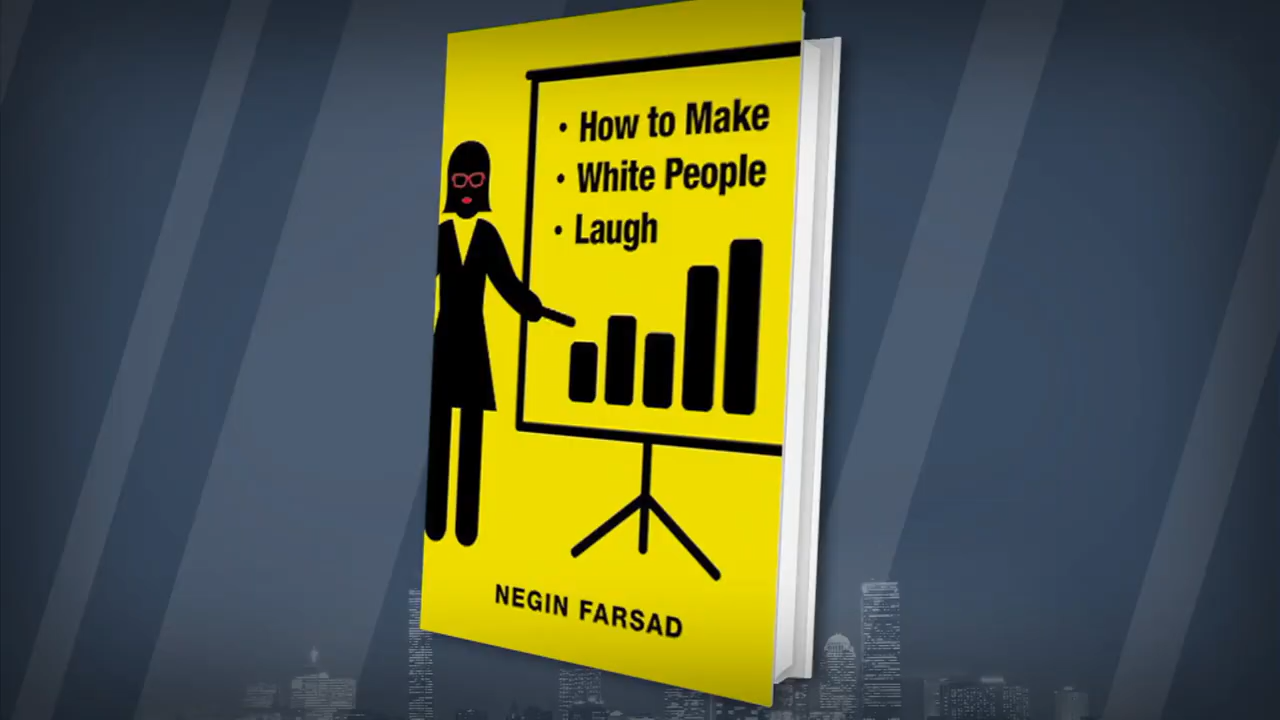 • How to Make
• White People
• Laugh
NEGIN FARSAD